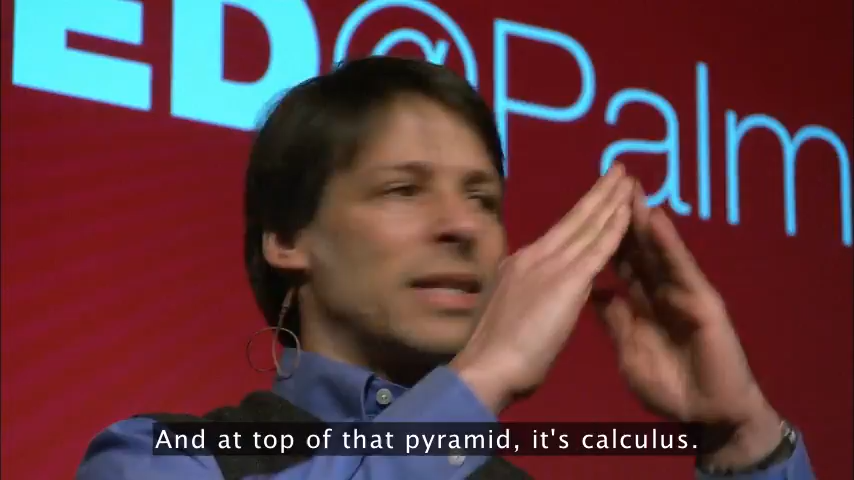 ED@Palm
And at top of that pyramid, it's calculus.